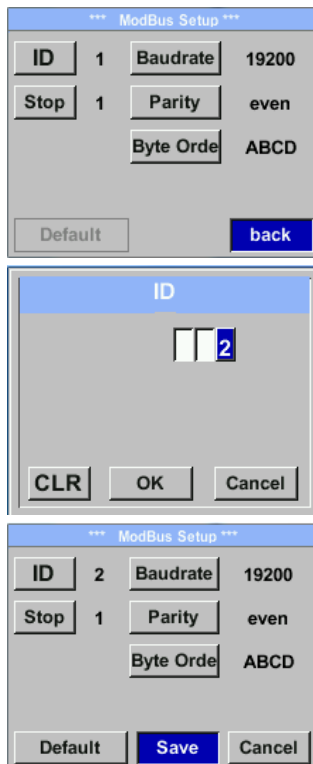 *** ModBus Setup ***
ID 1 Baudrate 19200
Stop 1 Parity even
Byte Orde ABCD
Default back
ID
2
CLR OK Cancel
*** ModBus Setup ***
ID 2 Baudrate 19200
Stop 1 Parity even
Byte Orde ABCD
Default Save Cancel